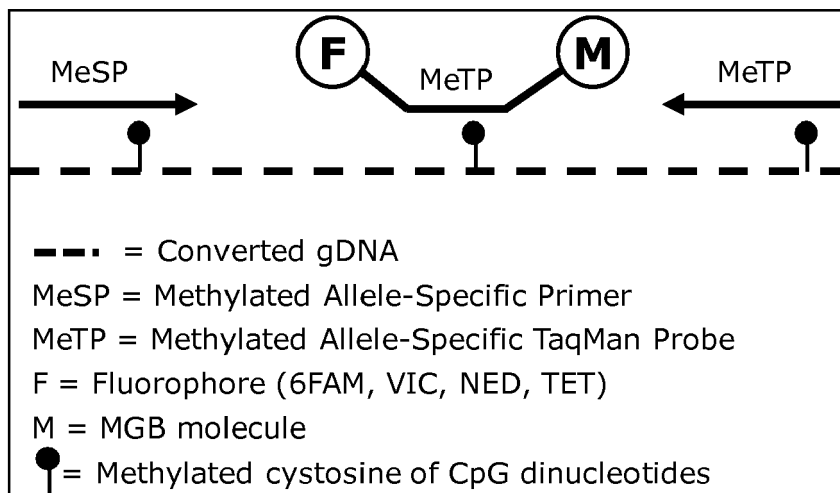 MeSP F MeTP M MeTP
= Converted gDNA
MeSP = Methylated Allele-Specific Primer
MeTP = Methylated Allele-Specific TaqMan Probe
F = Fluorophore (6FAM, VIC, NED, TET)
M = MGB molecule
= Methylated cystosine of CpG dinucleotides